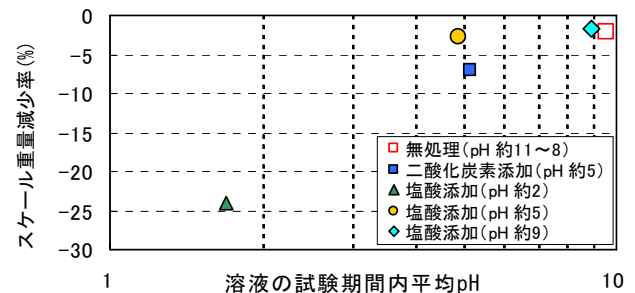 0
−5
−10
−15
−20
−25
−30
スケール重量減少率(%)
無処理(pH 約11～8)
二酸化炭素添加(pH 約5)
塩酸添加(pH 約2)
塩酸添加(pH 約5)
塩酸添加(pH 約9)
1
10
溶液の試験期間内平均pH